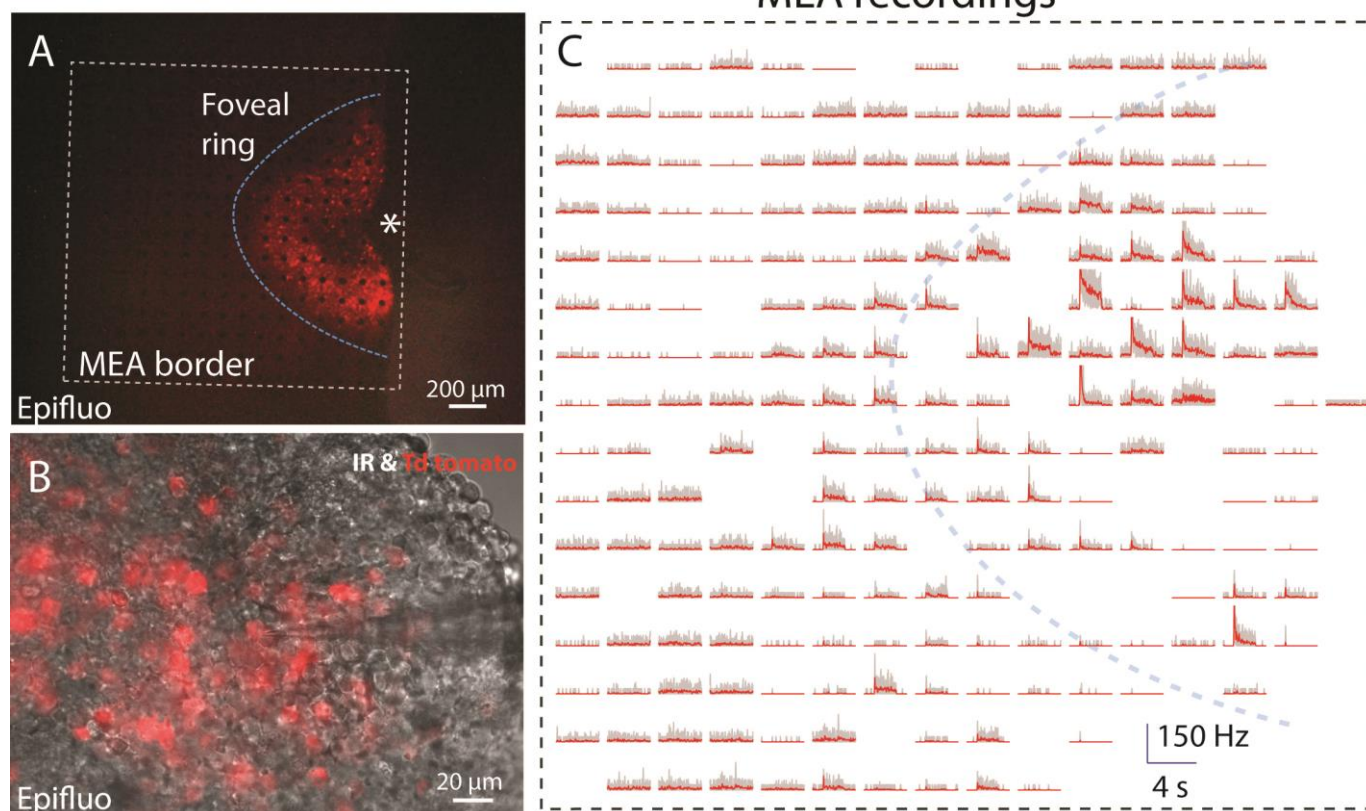 MEA recordings
A
Foveal
ring
*
MEA border
200 µm
Epifluo
B
IR & Td tomato
20 µm
Epifluo
C
150 Hz
4 s